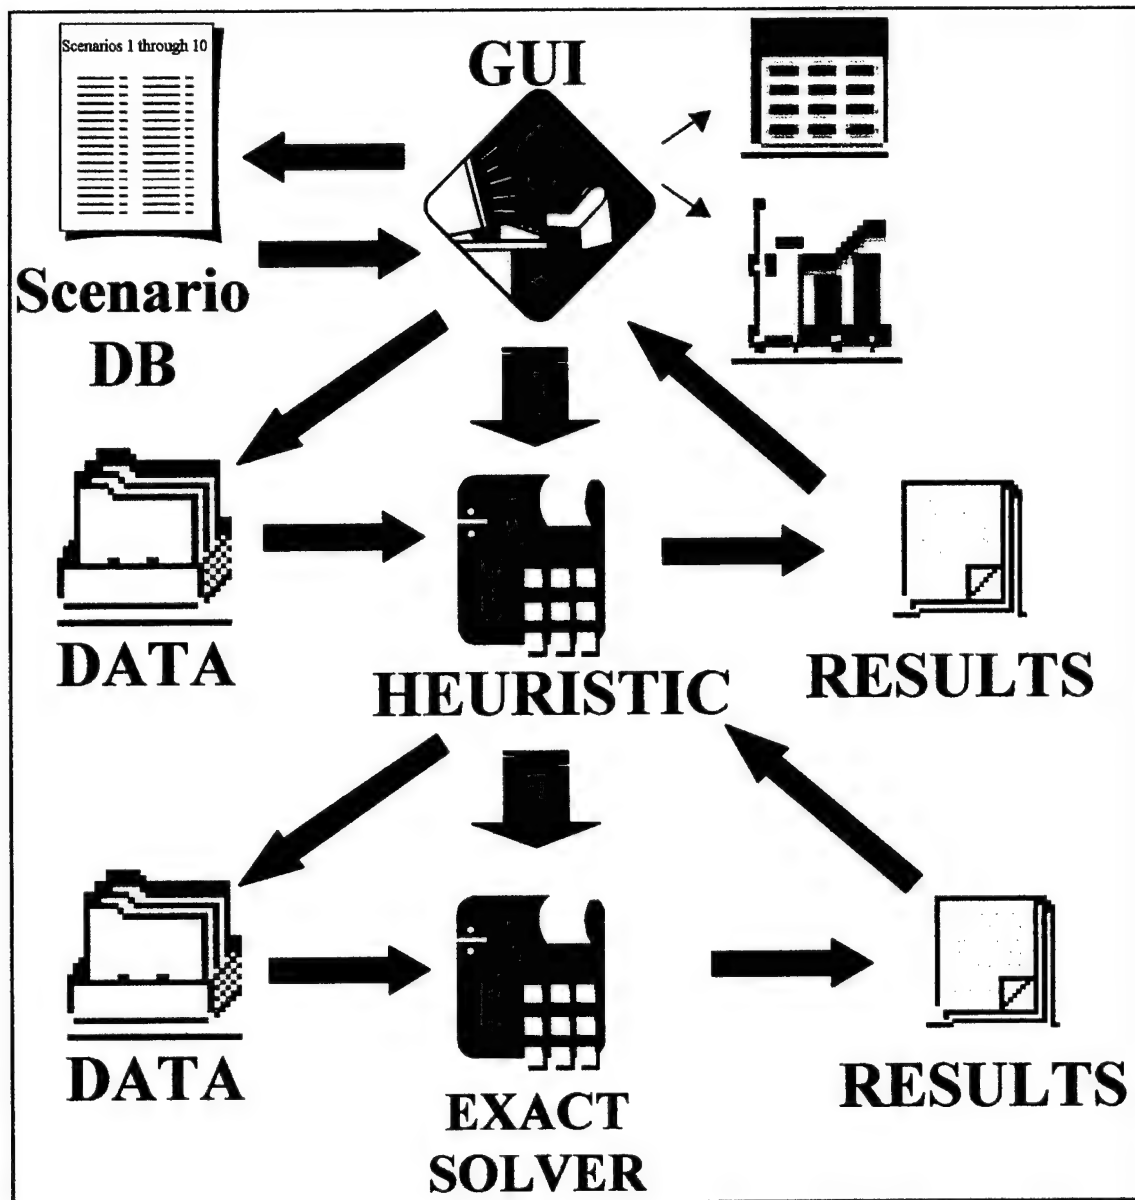 Scenarios 1 through 10
GUI
Scenario
DB
DATA
HEURISTIC
RESULTS
DATA
EXACT
SOLVER
RESULTS